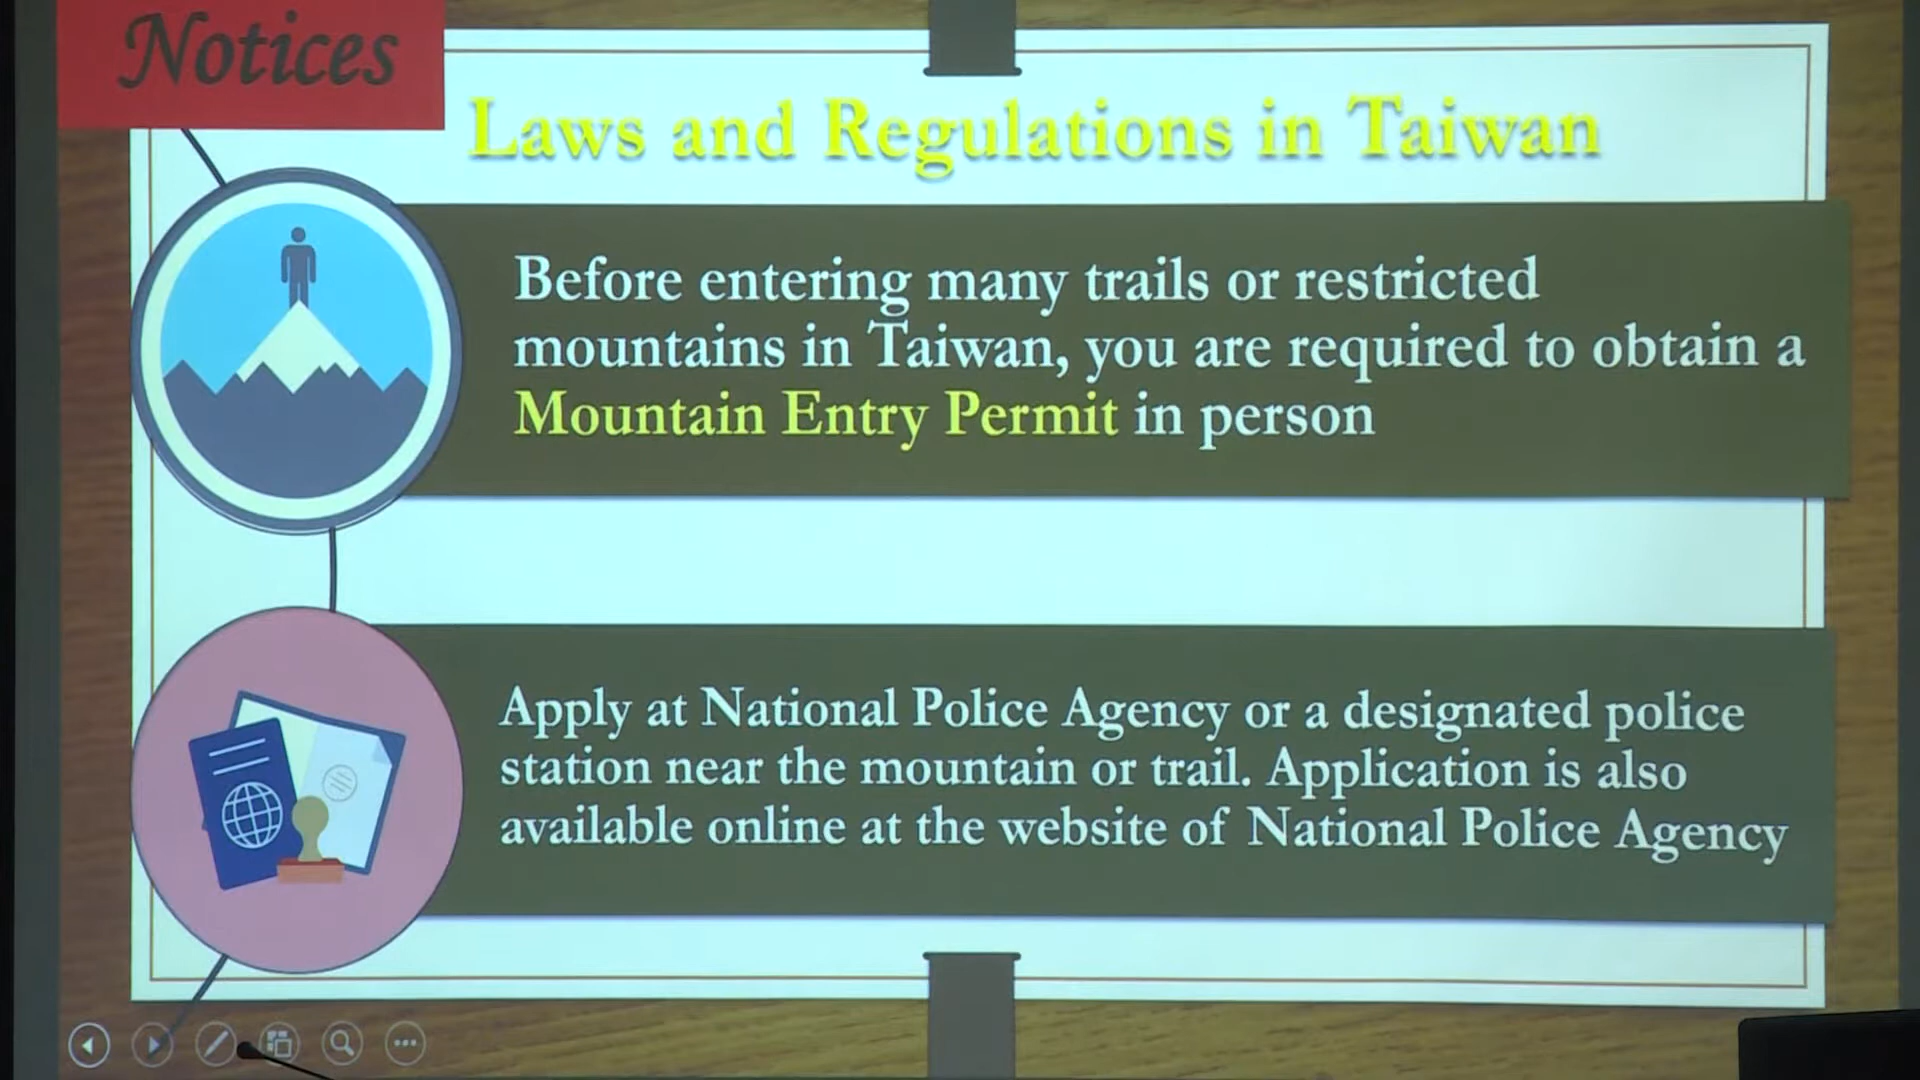 Notices
Laws and Regulations in Taiwan
Before entering many trails or restricted
mountains in Taiwan, you are required to obtain a
Mountain Entry Permit in person
Apply at National Police Agency or a designated police
station near the mountain or trail. Application is also
available online at the website of National Police Agency